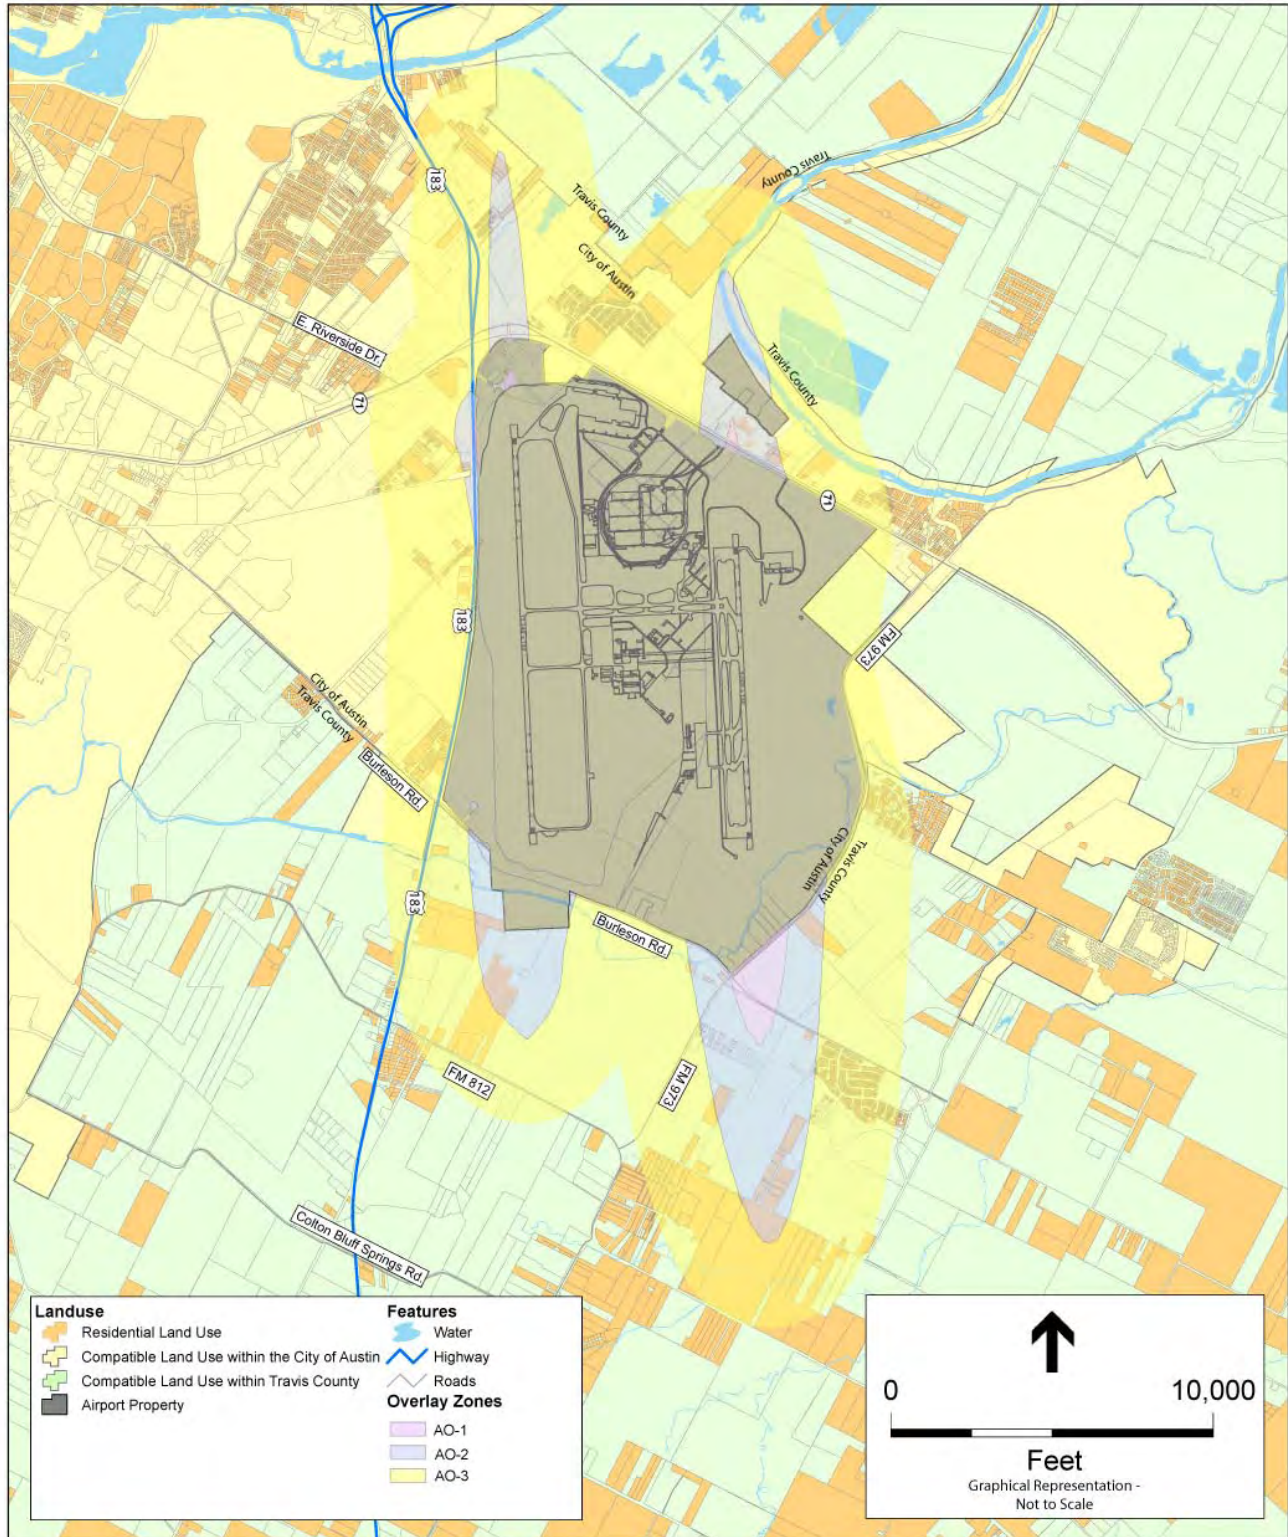 183
Travis County
Travis County
City of Austin
E. Riverside Dr.
Travis County
71
71
183
FM 973
City of Austin
Travis County
Burleson Rd.
City of Austin
Travis County
183
Burleson Rd.
FM 812
FM 973
Colton Bluff Springs Rd.
Landuse
Residential Land Use
Compatible Land Use within the City of Austin
Compatible Land Use within Travis County
Airport Property
Features
Water
Highway
Roads
Overlay Zones
AO-1
AO-2
AO-3
0 10,000
Feet
Graphical Representation -
Not to Scale